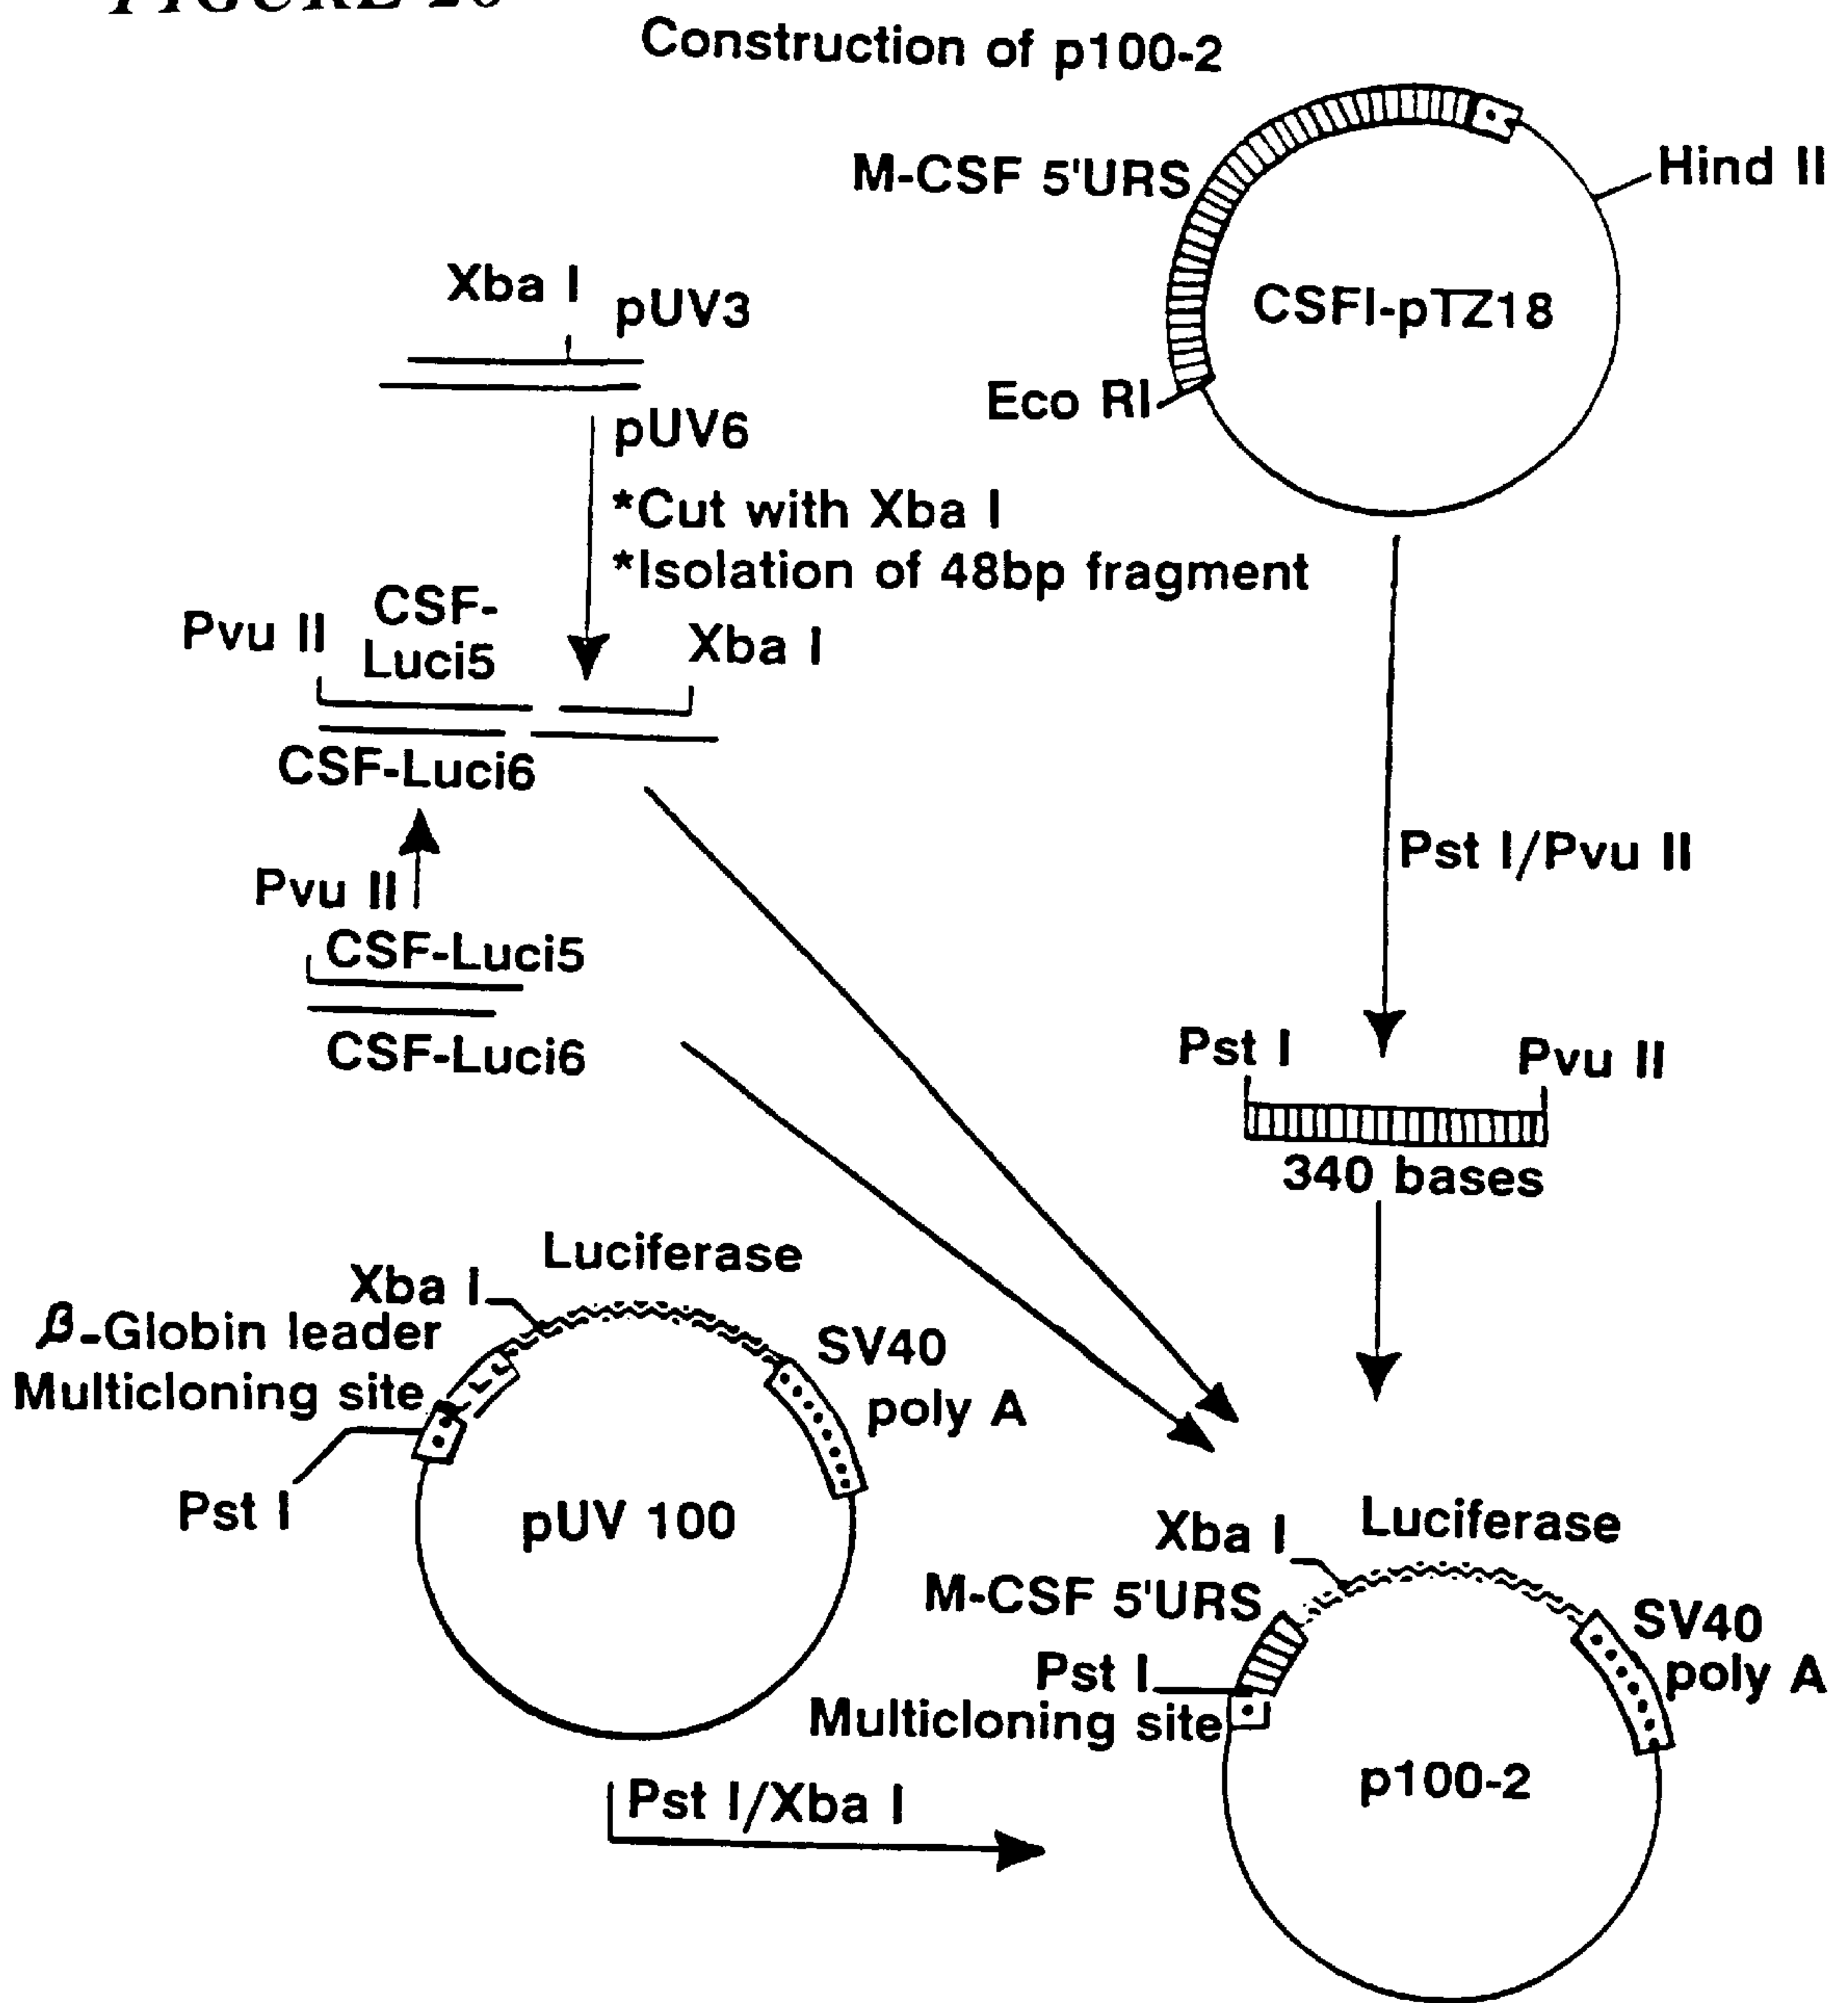 FIGURE 20
Construction of p100-2
M-CSF 5'URS
Hind II
CSFI-pTZ18
Eco RI
Xba I
pUV3
pUV6
*Cut with Xba I
*Isolation of 48bp fragment
Pvu II
CSF-
Luci5
Xba I
CSF-Luci6
Pvu II
CSF-Luci5
CSF-Luci6
Pst I/Pvu II
Pst I
Pvu II
340 bases
Luciferase
Xba I
β-Globin leader
Multicloning site
SV40
poly A
Pst I
pUV 100
Pst I/Xba I
Xba I
Luciferase
M-CSF 5'URS
Pst I
Multicloning site
SV40
poly A
p100-2